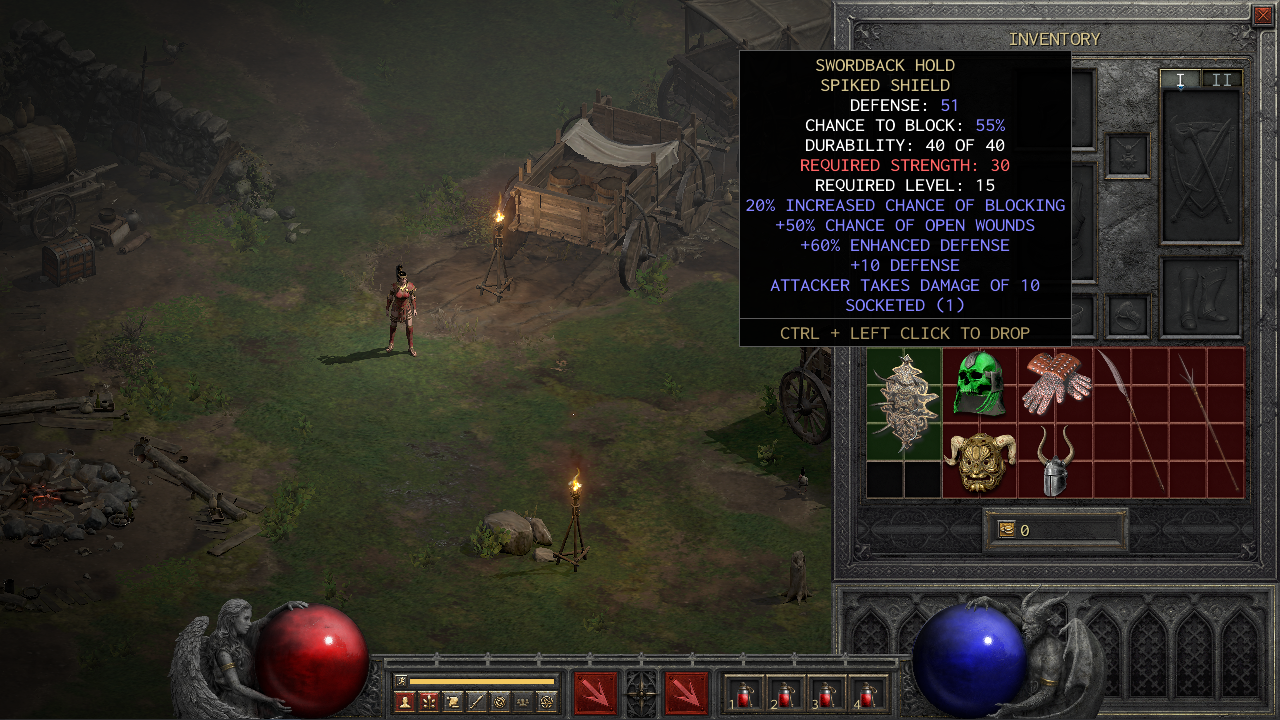 INVENTORY
SWORDBACK HOLD
SPIKED SHIELD
DEFENSE: 51
CHANCE TO BLOCK: 55%
DURABILITY: 40 OF 40
REQUIRED STRENGTH: 30
REQUIRED LEVEL: 15
20% INCREASED CHANCE OF BLOCKING
+50% CHANCE OF OPEN WOUNDS
+60% ENHANCED DEFENSE
+10 DEFENSE
ATTACKER TAKES DAMAGE OF 10
SOCKETED (1)
CTRL + LEFT CLICK TO DROP
I II
0
1 2 3 4